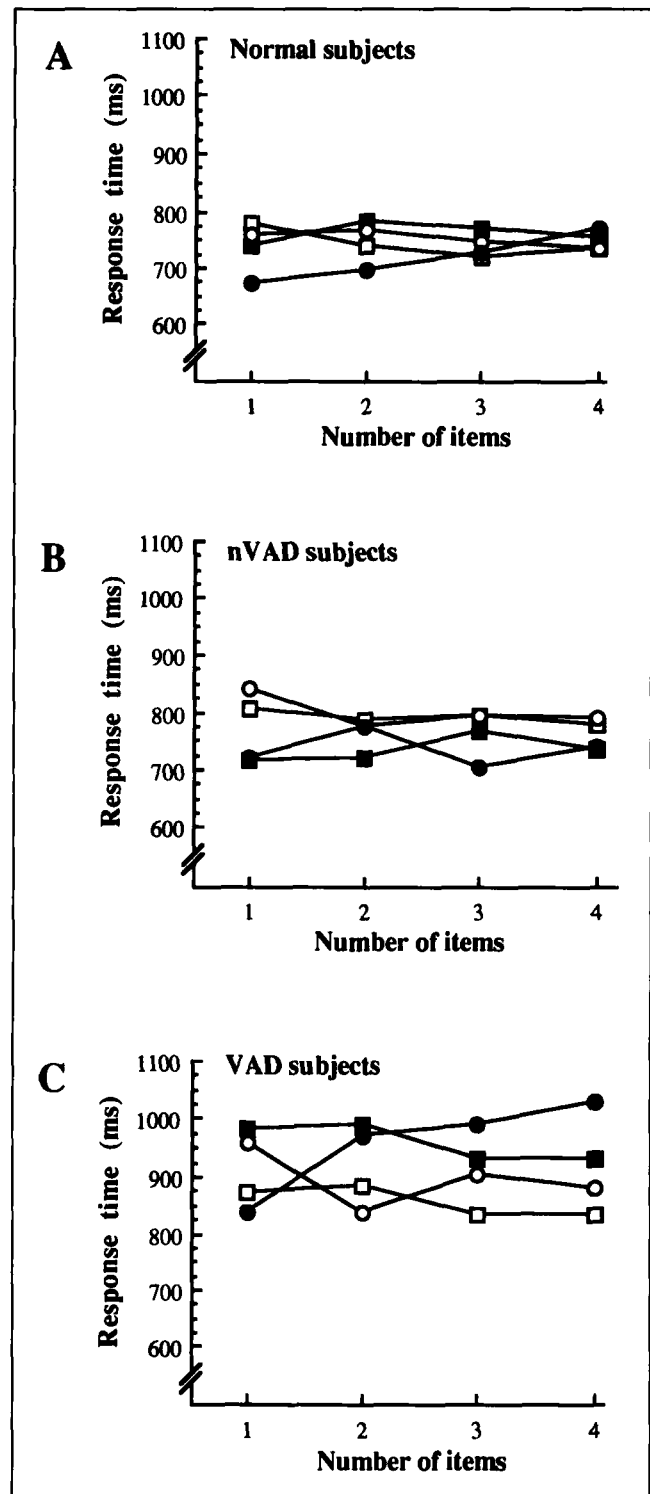 A
Normal subjects
Response time (ms)
1100
1000
900
800
700
600
1 2 3 4
Number of items
B
nVAD subjects
Response time (ms)
1100
1000
900
800
700
600
1 2 3 4
Number of items
C
VAD subjects
Response time (ms)
1100
1000
900
800
700
600
1 2 3 4
Number of items